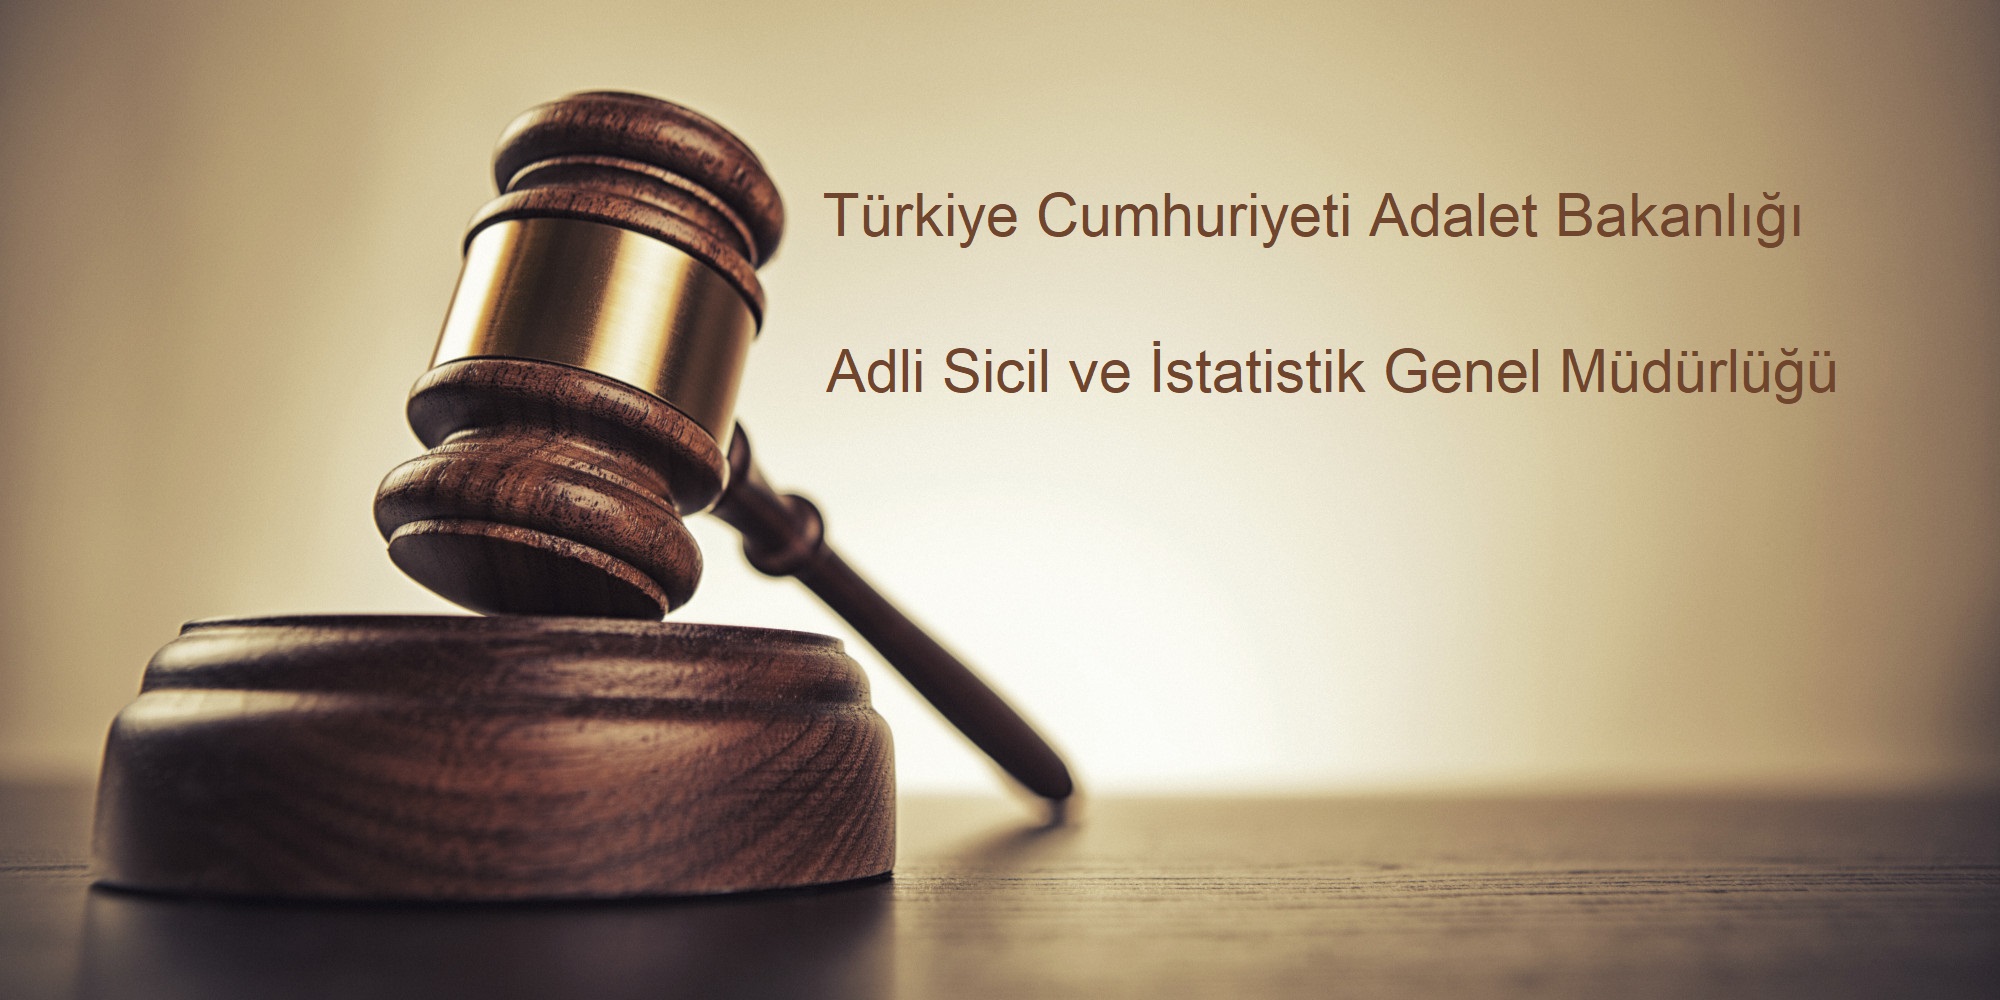 Türkiye Cumhuriyeti Adalet Bakanlığı
Adli Sicil ve İstatistik Genel Müdürlüğü